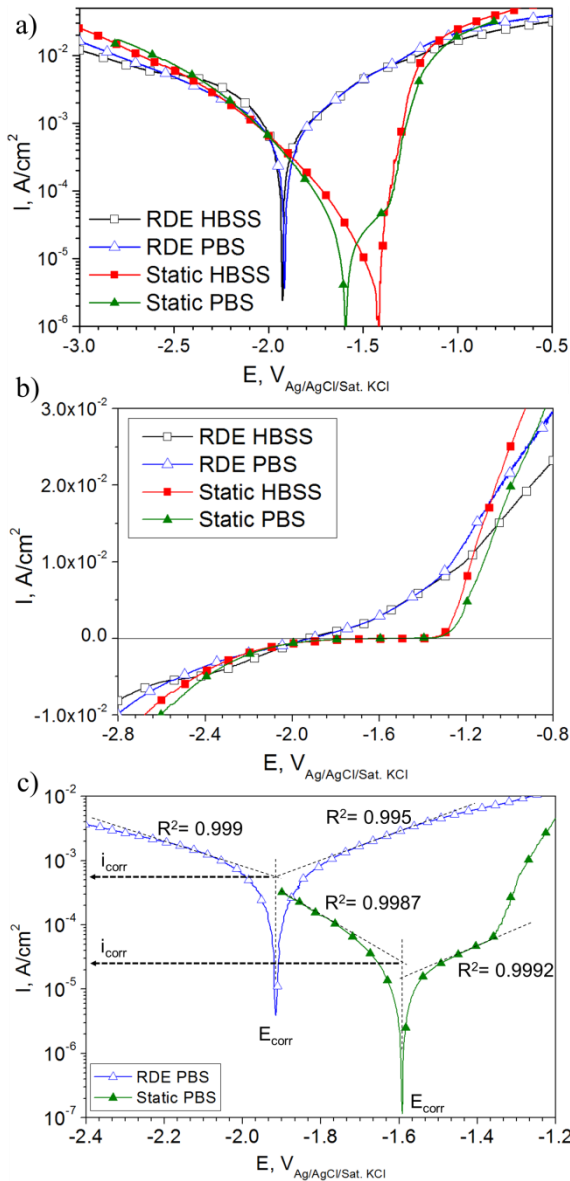 a)
10⁻²
10⁻³
10⁻⁴
10⁻⁵
10⁻⁶
I, A/cm²
RDE HBSS
RDE PBS
Static HBSS
Static PBS
-3.0 -2.5 -2.0 -1.5 -1.0 -0.5
E, V Ag/AgCl/Sat. KCl
b)
3.0x10⁻²
2.0x10⁻²
1.0x10⁻²
0.0
-1.0x10⁻²
I, A/cm²
RDE HBSS
RDE PBS
Static HBSS
Static PBS
-2.8 -2.4 -2.0 -1.6 -1.2 -0.8
E, V Ag/AgCl/Sat. KCl
c)
10⁻²
10⁻³
10⁻⁴
10⁻⁵
10⁻⁶
10⁻⁷
I, A/cm²
R²= 0.999
R²= 0.995
i corr
R²= 0.9987
i corr
R²= 0.9992
E corr
E corr
RDE PBS
Static PBS
-2.4 -2.2 -2.0 -1.8 -1.6 -1.4 -1.2
E, V Ag/AgCl/Sat. KCl